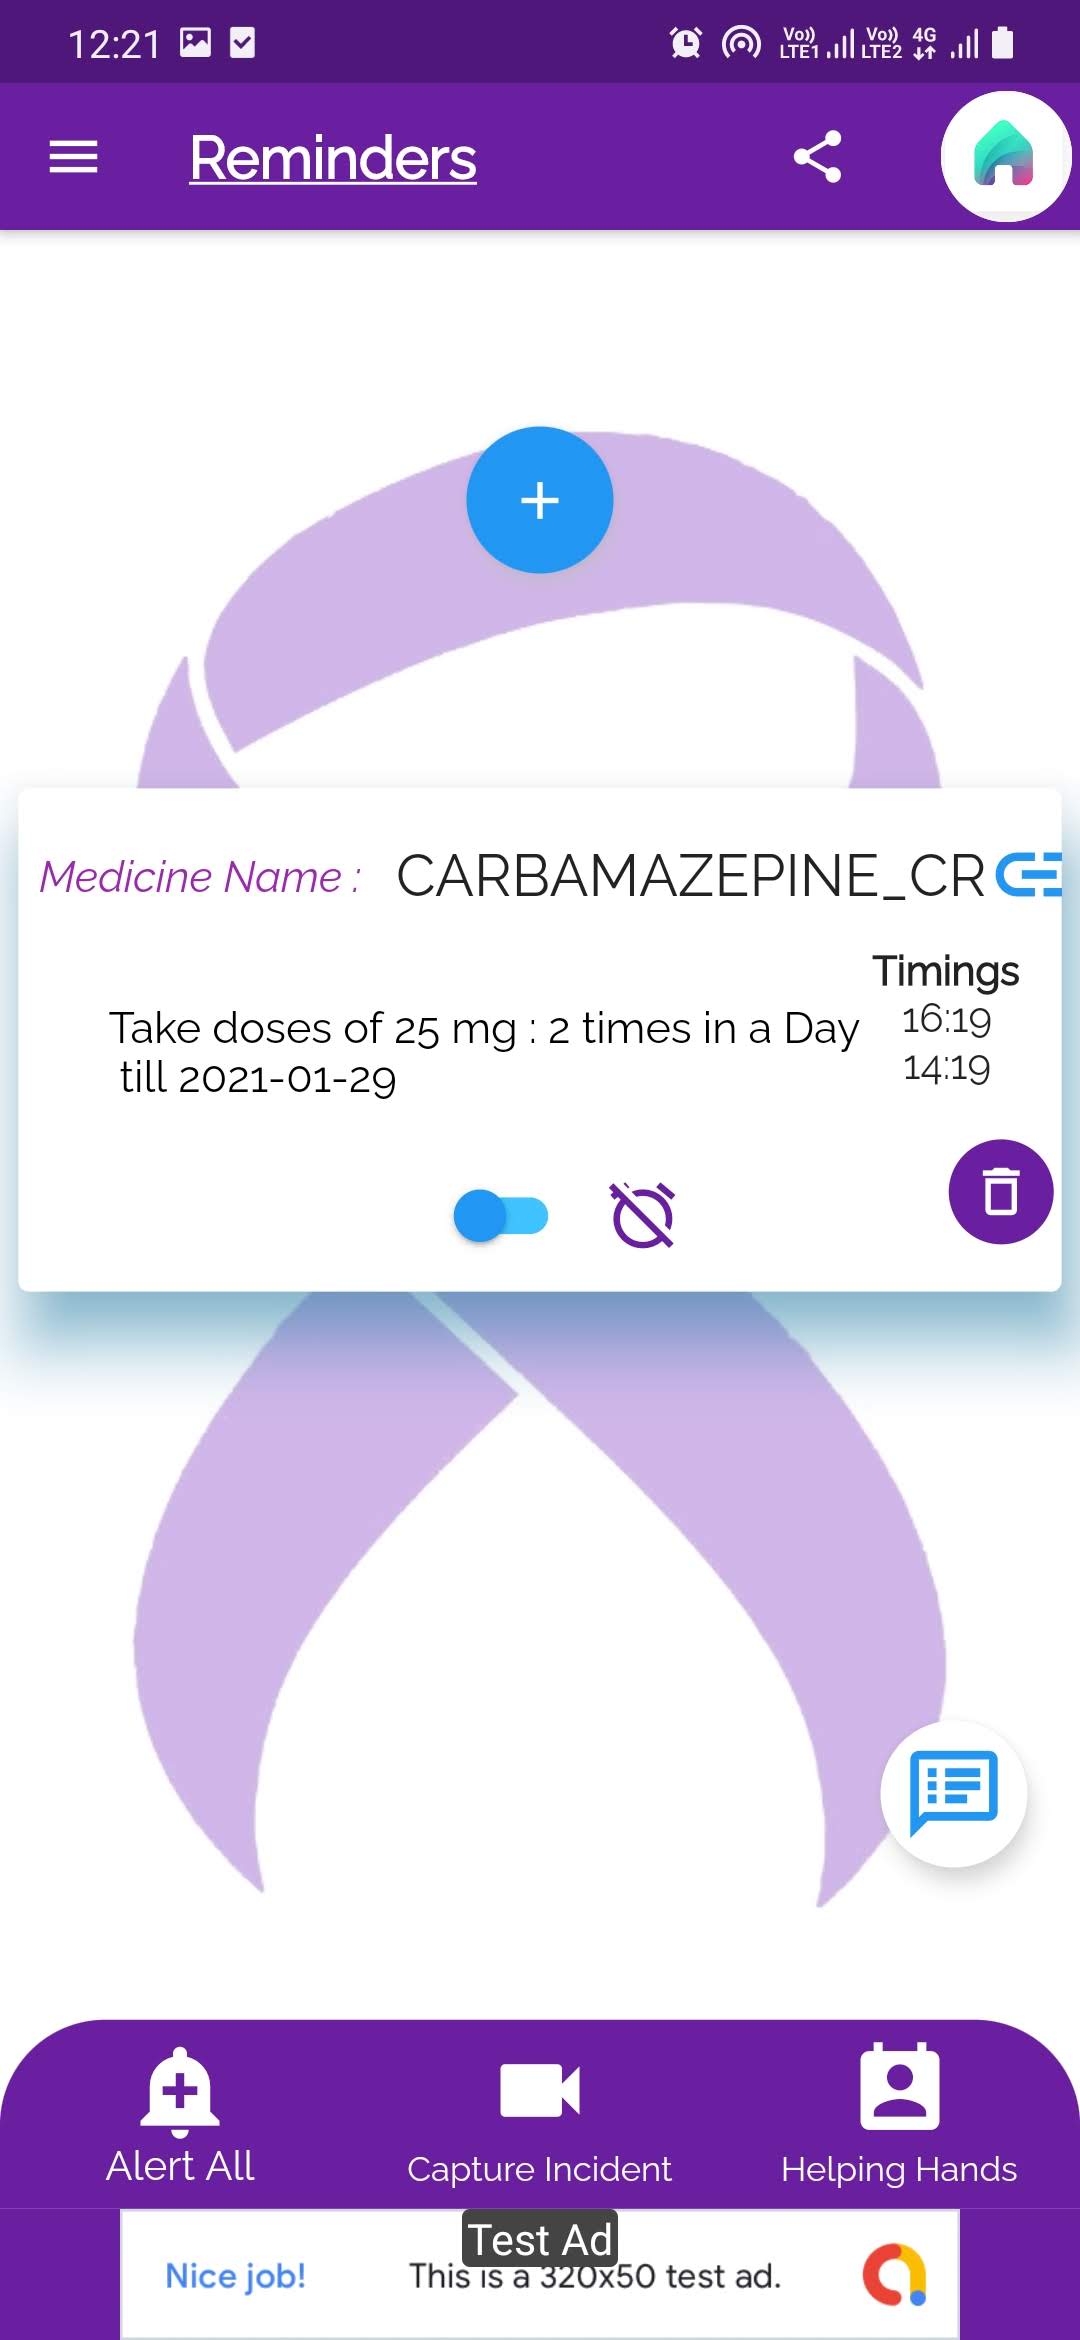 12:21
Vo)) LTE1 Vo)) LTE2 4G
Reminders
Medicine Name : CARBAMAZEPINE_CR
Timings
16:19
Take doses of 25 mg : 2 times in a Day
14:19
till 2021-01-29
Alert All
Capture Incident
Helping Hands
Test Ad
Nice job!
This is a 320x50 test ad.